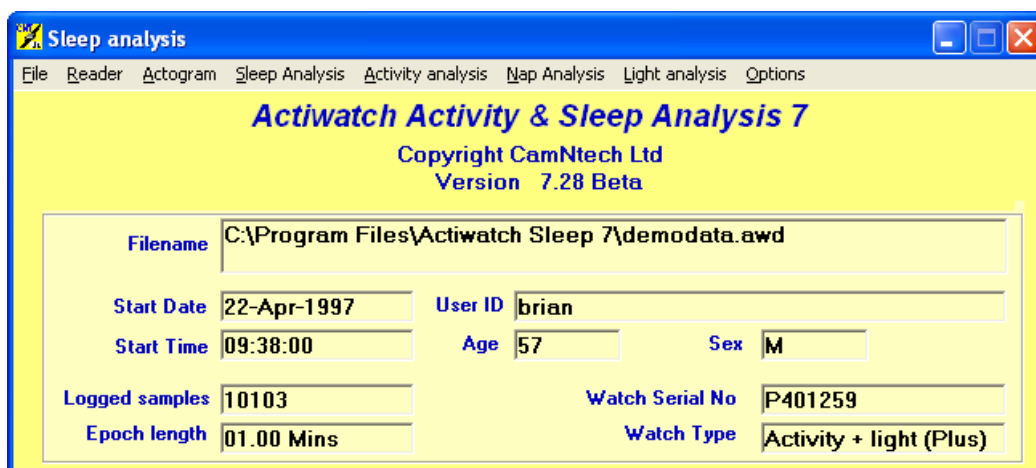 Sleep analysis
File Reader Actogram Sleep Analysis Activity analysis Nap Analysis Light analysis Options
Actiwatch Activity & Sleep Analysis 7
Copyright CamNtech Ltd
Version 7.28 Beta
Filename C:\Program Files\Actiwatch Sleep 7\demodata.awd
Start Date 22-Apr-1997 User ID brian
Start Time 09:38:00 Age 57 Sex M
Logged samples 10103 Watch Serial No P401259
Epoch length 01.00 Mins Watch Type Activity + light (Plus)